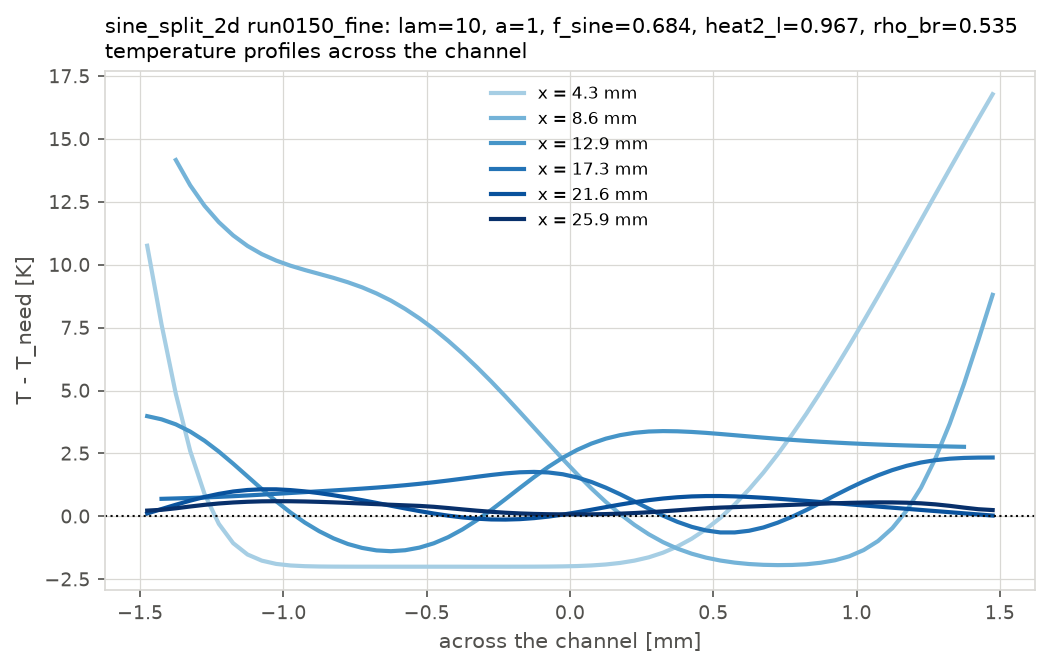 sine_split_2d run0150_fine: lam=10, a=1, f_sine=0.684, heat2_l=0.967, rho_br=0.535
temperature profiles across the channel
17.5
15.0
12.5
10.0
7.5
5.0
2.5
0.0
−2.5
T - T_need [K]
x = 4.3 mm
x = 8.6 mm
x = 12.9 mm
x = 17.3 mm
x = 21.6 mm
x = 25.9 mm
−1.5
−1.0
−0.5
0.0
0.5
1.0
1.5
across the channel [mm]